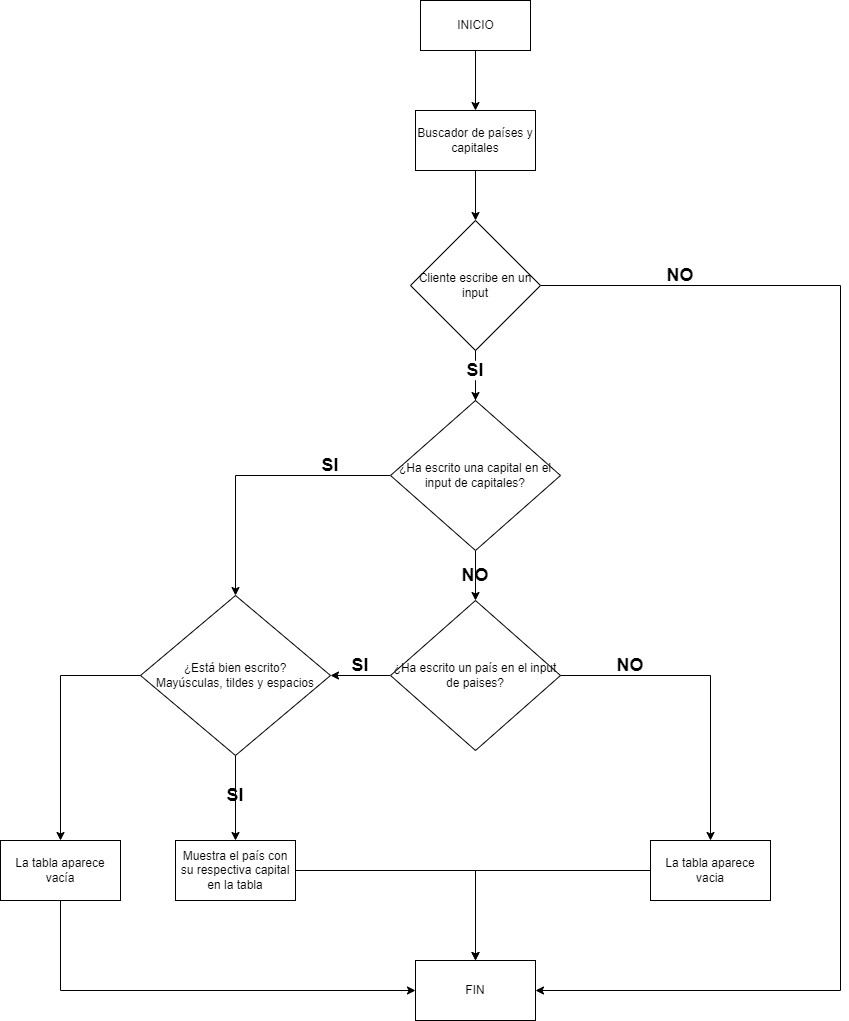 INICIO
Buscador de países y
capitales
Cliente escribe en un
input
NO
SI
¿Ha escrito una capital en el
input de capitales?
SI
NO
¿Está bien escrito?
Mayúsculas, tildes y espacios
SI
¿Ha escrito un país en el input
de paises?
NO
SI
La tabla aparece
vacía
Muestra el país con
su respectiva capital
en la tabla
La tabla aparece
vacia
FIN